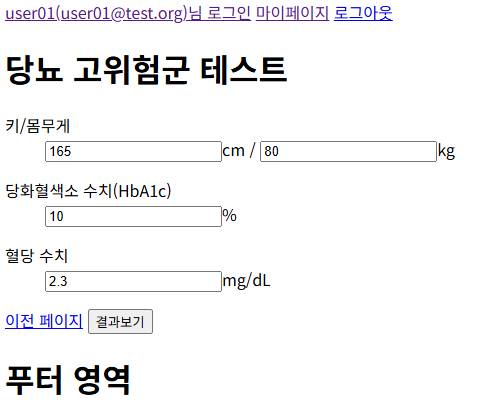 user01(user01@test.org)님 로그인 마이페이지 로그아웃
당뇨 고위험군 테스트
키/몸무게
165 cm / 80 kg
당화혈색소 수치(HbA1c)
10 %
혈당 수치
2.3 mg/dL
이전 페이지 결과보기
푸터 영역